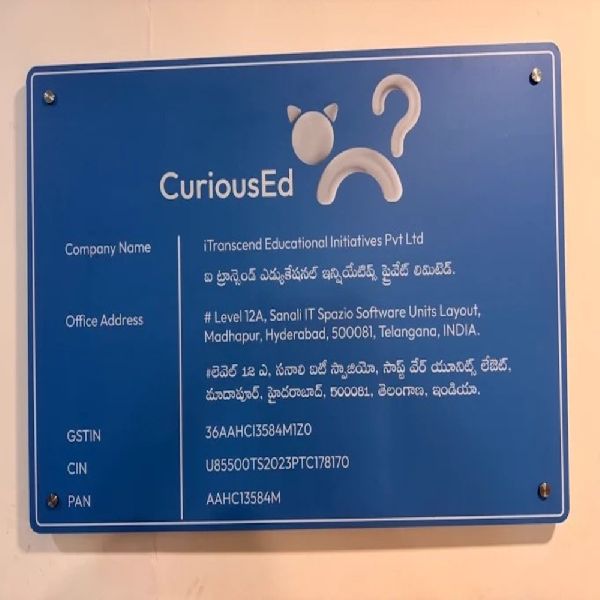 CuriousEd
Company Name
iTranscend Educational Initiatives Pvt Ltd
ఐ ట్రాన్సెండ్ ఎడ్యుకేషనల్ ఇన్షియేటివ్స్ ప్రైవేట్ లిమిటెడ్.
Office Address
# Level 12A, Sanali IT Spazio Software Units Layout,
Madhapur, Hyderabad, 500081, Telangana, INDIA.
#లెవెల్ 12 ఎ, సనాలి ఐటీ స్పాజియో, సాఫ్ట్ వేర్ యూనిట్స్ లేఔట్,
మాదాపూర్, హైదరాబాద్, 500081, తెలంగాణ, ఇండియా.
GSTIN
36AAHCI3584M1Z0
CIN
U85500TS2023PTC178170
PAN
AAHCI3584M